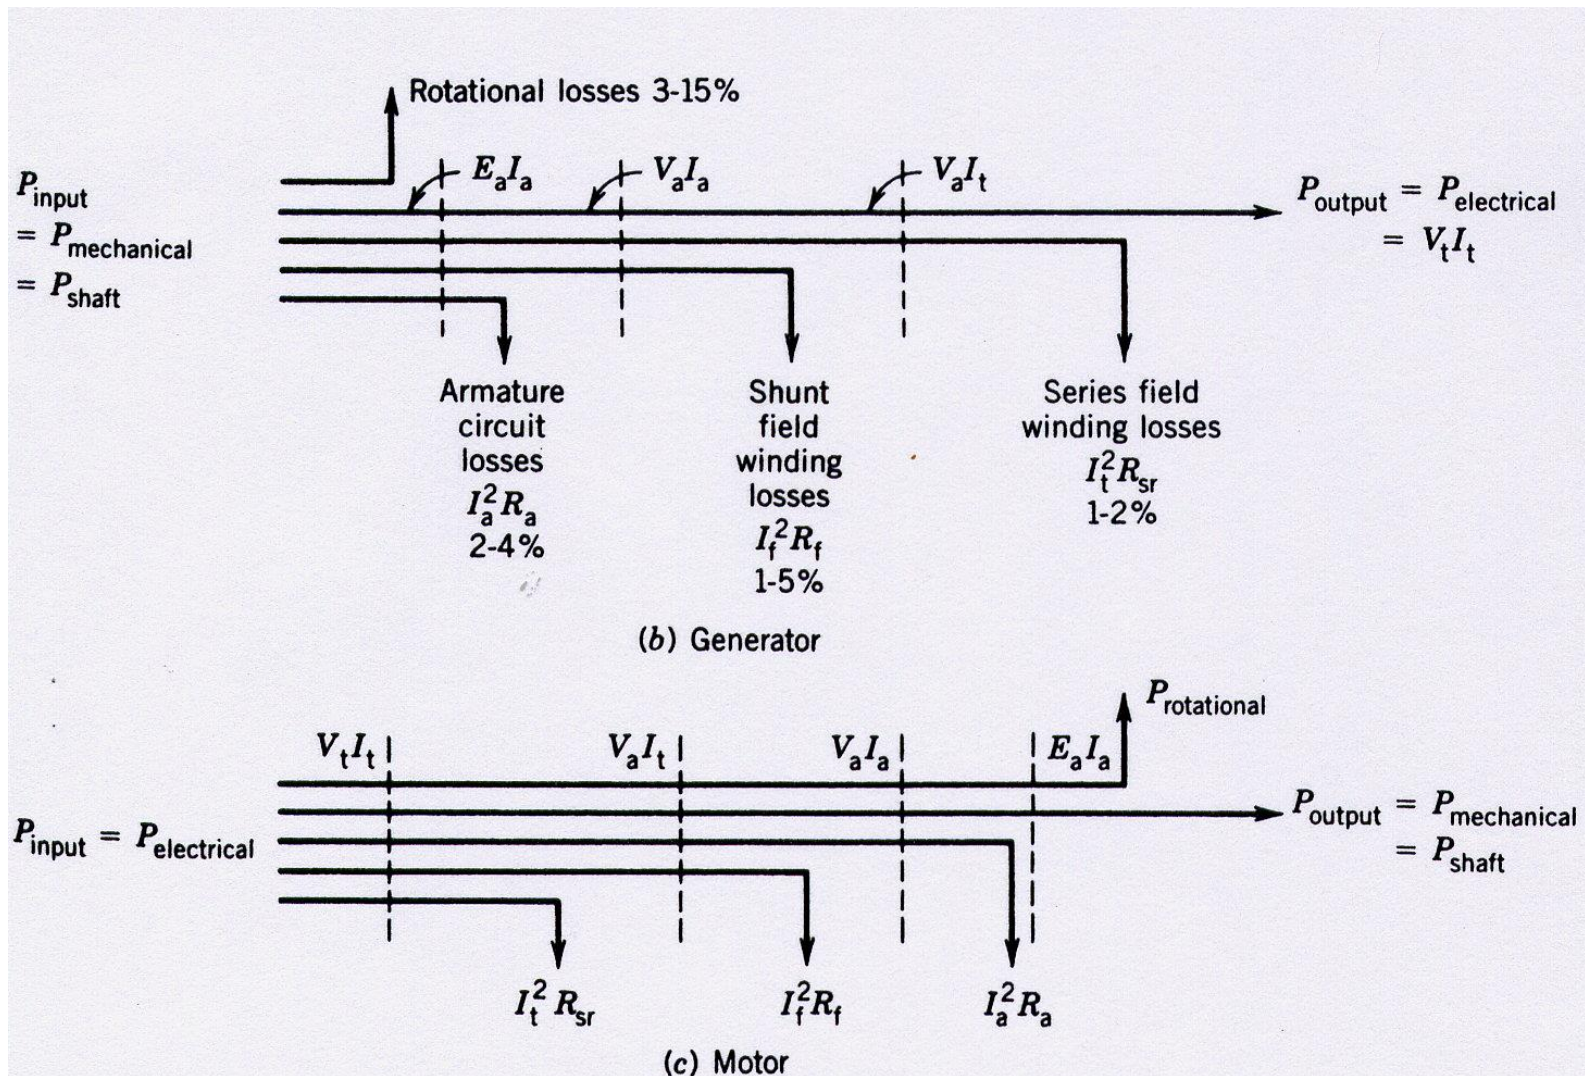 Rotational losses 3-15%
EaIa
VaIa
VaIt
Pinput
= Pmechanical
= Pshaft
Poutput = Pelectrical
= VtIt
Armature
circuit
losses
Ia²Ra
2-4%
Shunt
field
winding
losses
If²Rf
1-5%
Series field
winding losses
It²Rsr
1-2%
(b) Generator
Protational
VtIt
VaIt
VaIa
EaIa
Pinput = Pelectrical
Poutput = Pmechanical
= Pshaft
It²Rsr
If²Rf
Ia²Ra
(c) Motor